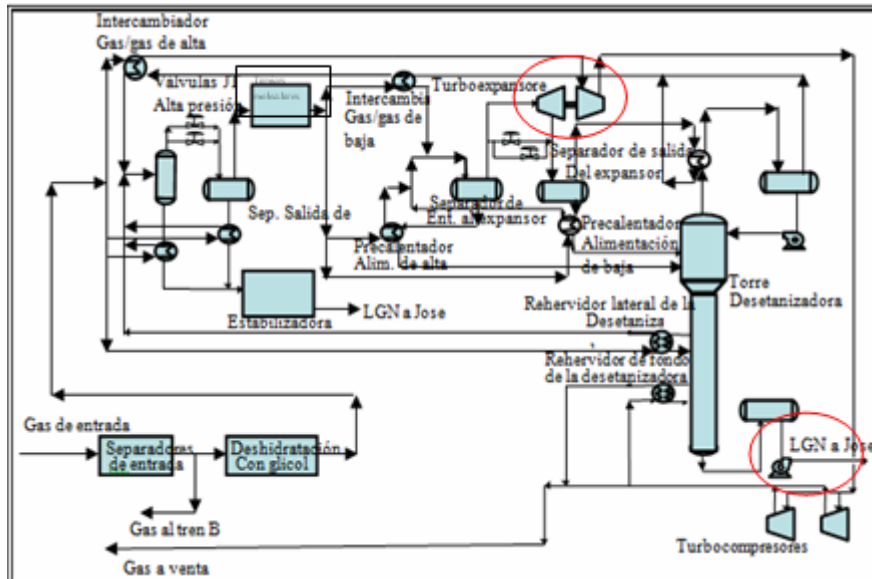 Intercambiador
Gas/gas de alta
Válvulas JT
Alta presión
Intercambia
Gas/gas de
baja
Turboexpansore
Separador de salida
Del expansor
Sep. Salida de
Separador de
Ent. al expansor
Precalentador
Alim. de alta
Precalentador
Alimentación
de baja
Torre
Desetanizadora
Estabilizadora
LGN a Jose
Rehervidor lateral de la
Desetaniza
Rehervidor de fondo
de la desetanizadora
Gas de entrada
Separadores
de entrada
Deshidratación
Con glicol
LGN a Jose
Gas al tren B
Turbocompresores
Gas a venta